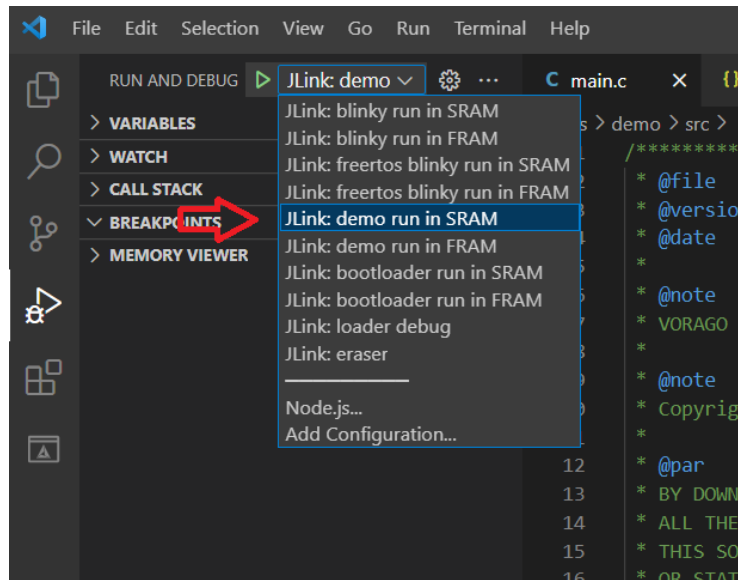 File Edit Selection View Go Run Terminal Help
RUN AND DEBUG JLink: demo
VARIABLES
WATCH
CALL STACK
BREAKPOINTS
MEMORY VIEWER
JLink: blinky run in SRAM
JLink: blinky run in FRAM
JLink: freertos blinky run in SRAM
JLink: freertos blinky run in FRAM
JLink: demo run in SRAM
JLink: demo run in FRAM
JLink: bootloader run in SRAM
JLink: bootloader run in FRAM
JLink: loader debug
JLink: eraser
Node.js...
Add Configuration...
C main.c × {}
s > demo > src >
/*********
* @file
* @versio
* @date
*
* @note
* VORAGO
*
* @note
* Copyrig
*
12 * @par
13 * BY DOWN
14 * ALL THE
15 * THIS SO
16 * OR STAT